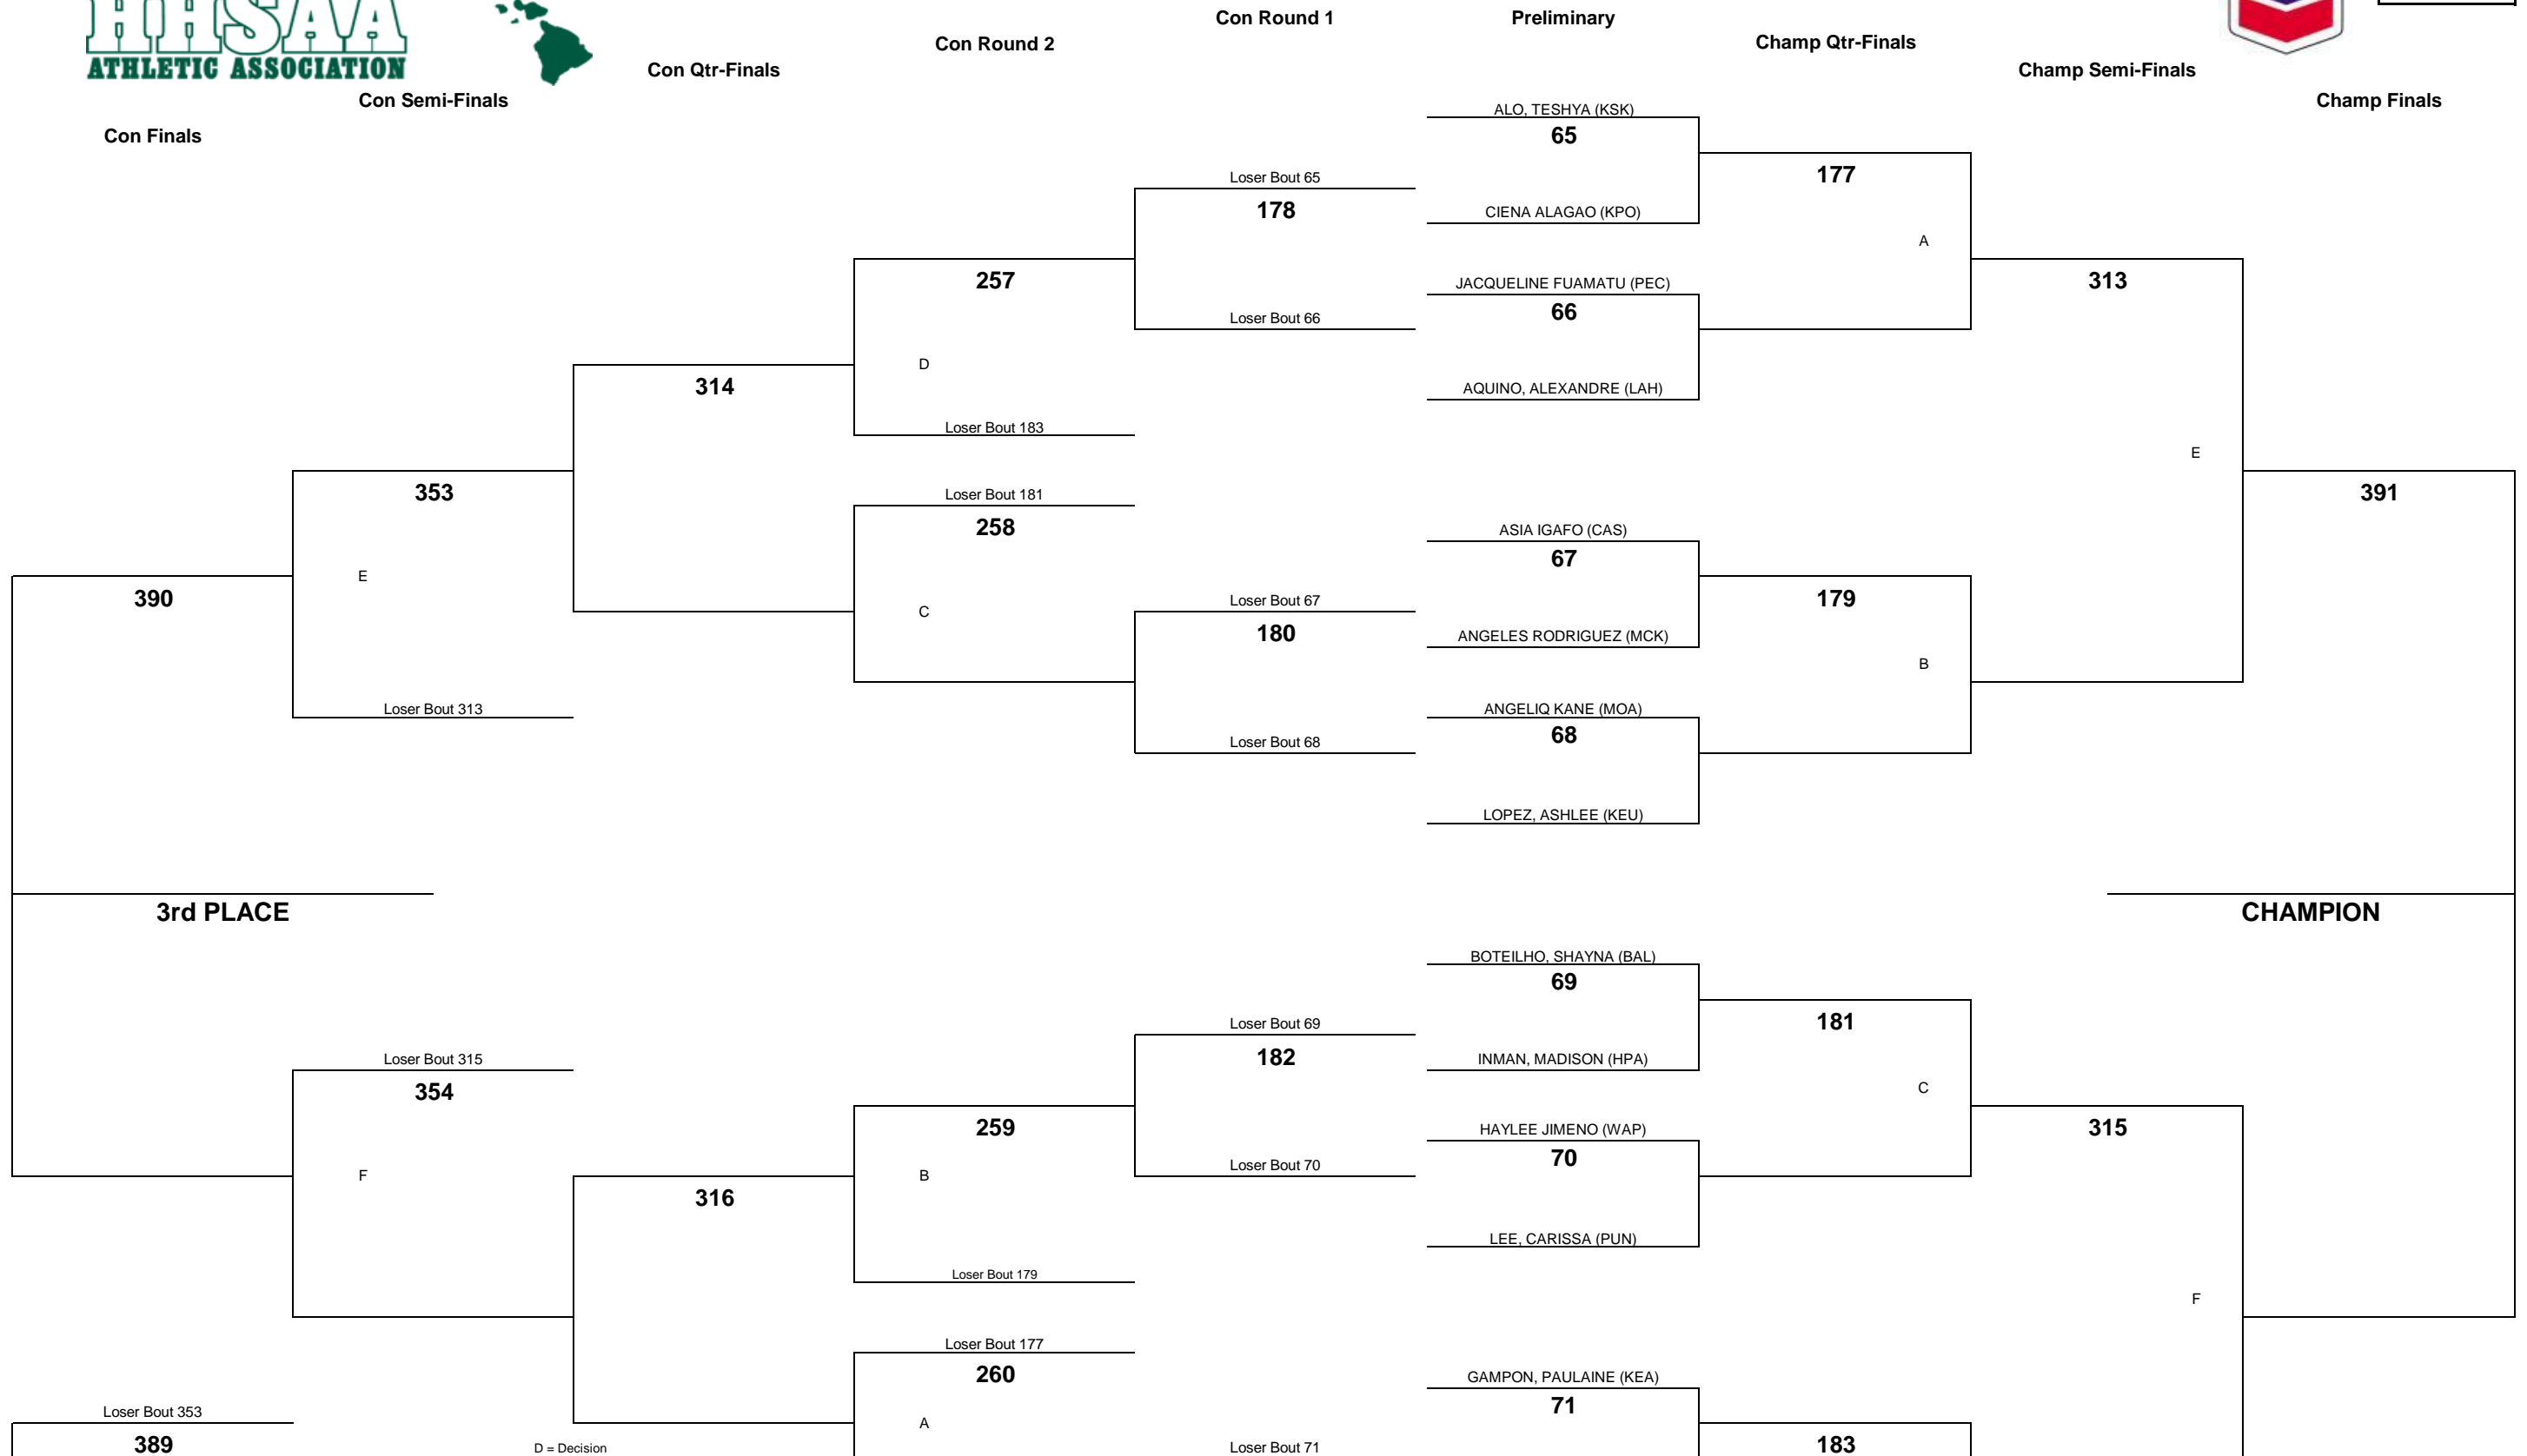 HHSAA
ATHLETIC ASSOCIATION
Con Round 1
Preliminary
Con Round 2
Champ Qtr-Finals
Con Qtr-Finals
Champ Semi-Finals
Con Semi-Finals
Champ Finals
Con Finals
ALO, TESHYA (KSK)
65
Loser Bout 65
177
178
CIENA ALAGAO (KPO)
A
257
JACQUELINE FUAMATU (PEC)
313
66
Loser Bout 66
D
314
AQUINO, ALEXANDRE (LAH)
Loser Bout 183
E
353
Loser Bout 181
391
258
ASIA IGAFO (CAS)
67
E
390
Loser Bout 67
179
C
180
ANGELES RODRIGUEZ (MCK)
B
Loser Bout 313
ANGELIQ KANE (MOA)
68
Loser Bout 68
LOPEZ, ASHLEE (KEU)
3rd PLACE
CHAMPION
BOTEILHO, SHAYNA (BAL)
69
Loser Bout 69
181
Loser Bout 315
182
INMAN, MADISON (HPA)
354
C
259
HAYLEE JIMENO (WAP)
315
70
Loser Bout 70
F
B
316
LEE, CARISSA (PUN)
Loser Bout 179
F
Loser Bout 177
260
GAMPON, PAULAINE (KEA)
71
Loser Bout 353
A
389
D = Decision
Loser Bout 71
183